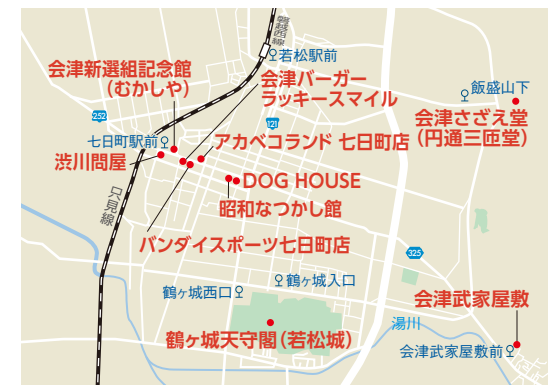 磐越西線
若松駅前
会津新選組記念館
(むかしや)
会津バーガー
ラッキースマイル
飯盛山下
252
121
会津さざえ堂
(円通三匝堂)
七日町駅前
アカベコランド 七日町店
渋川問屋
DOG HOUSE
只見線
昭和なつかし館
バンダイスポーツ七日町店
325
鶴ヶ城入口
鶴ヶ城西口
会津武家屋敷
湯川
鶴ヶ城天守閣(若松城)
会津武家屋敷前